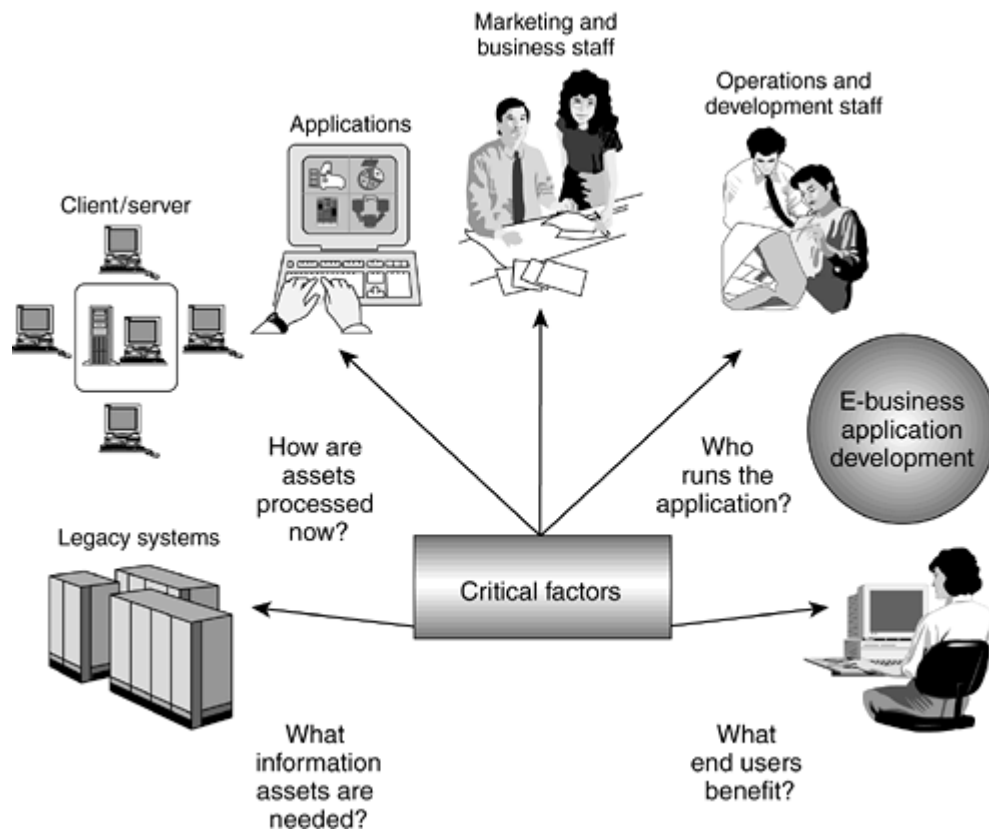 Marketing and
business staff
Operations and
development staff
Applications
Client/server
E-business
application
development
How are
assets
processed
now?
Who
runs the
application?
Legacy systems
Critical factors
What
information
assets are
needed?
What
end users
benefit?